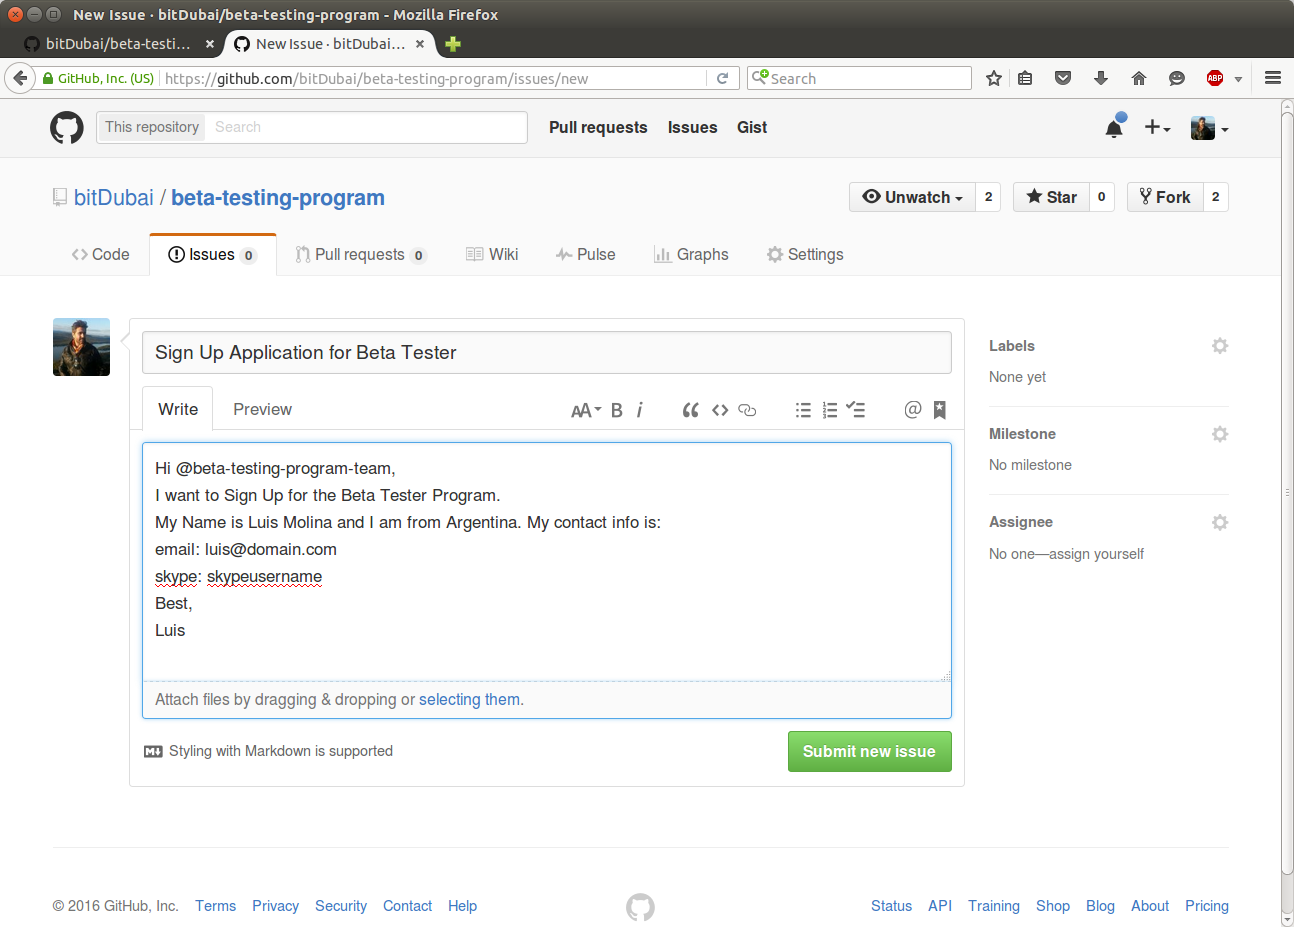 New Issue · bitDubai/beta-testing-program - Mozilla Firefox
bitDubai/beta-testi...
New Issue · bitDubai...
GitHub, Inc. (US)
https://github.com/bitDubai/beta-testing-program/issues/new
Search
ABP
This repository
Search
Pull requests
Issues
Gist
bitDubai / beta-testing-program
Unwatch
2
Star
0
Fork
2
Code
Issues 0
Pull requests 0
Wiki
Pulse
Graphs
Settings
Sign Up Application for Beta Tester
Write
Preview
AA
B
i
@
Hi @beta-testing-program-team,
I want to Sign Up for the Beta Tester Program.
My Name is Luis Molina and I am from Argentina. My contact info is:
email: luis@domain.com
skype: skypeusername
Best,
Luis
Attach files by dragging & dropping or selecting them.
Styling with Markdown is supported
Submit new issue
Labels
None yet
Milestone
No milestone
Assignee
No one—assign yourself
© 2016 GitHub, Inc.
Terms
Privacy
Security
Contact
Help
Status
API
Training
Shop
Blog
About
Pricing